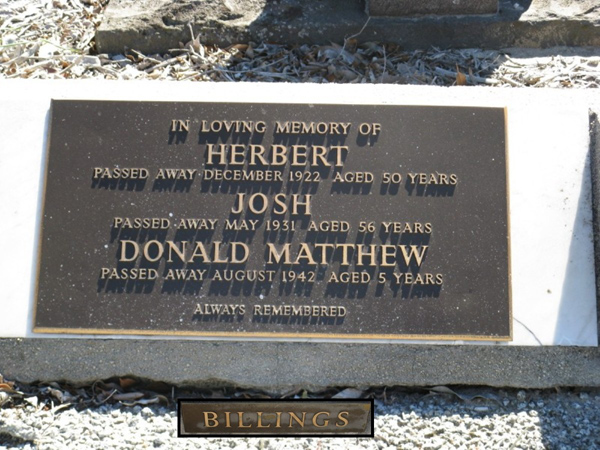 IN LOVING MEMORY OF
HERBERT
PASSED AWAY DECEMBER 1922 AGED 50 YEARS
JOSH
PASSED AWAY MAY 1931 AGED 56 YEARS
DONALD MATTHEW
PASSED AWAY AUGUST 1942 AGED 5 YEARS
ALWAYS REMEMBERED
BILLINGS